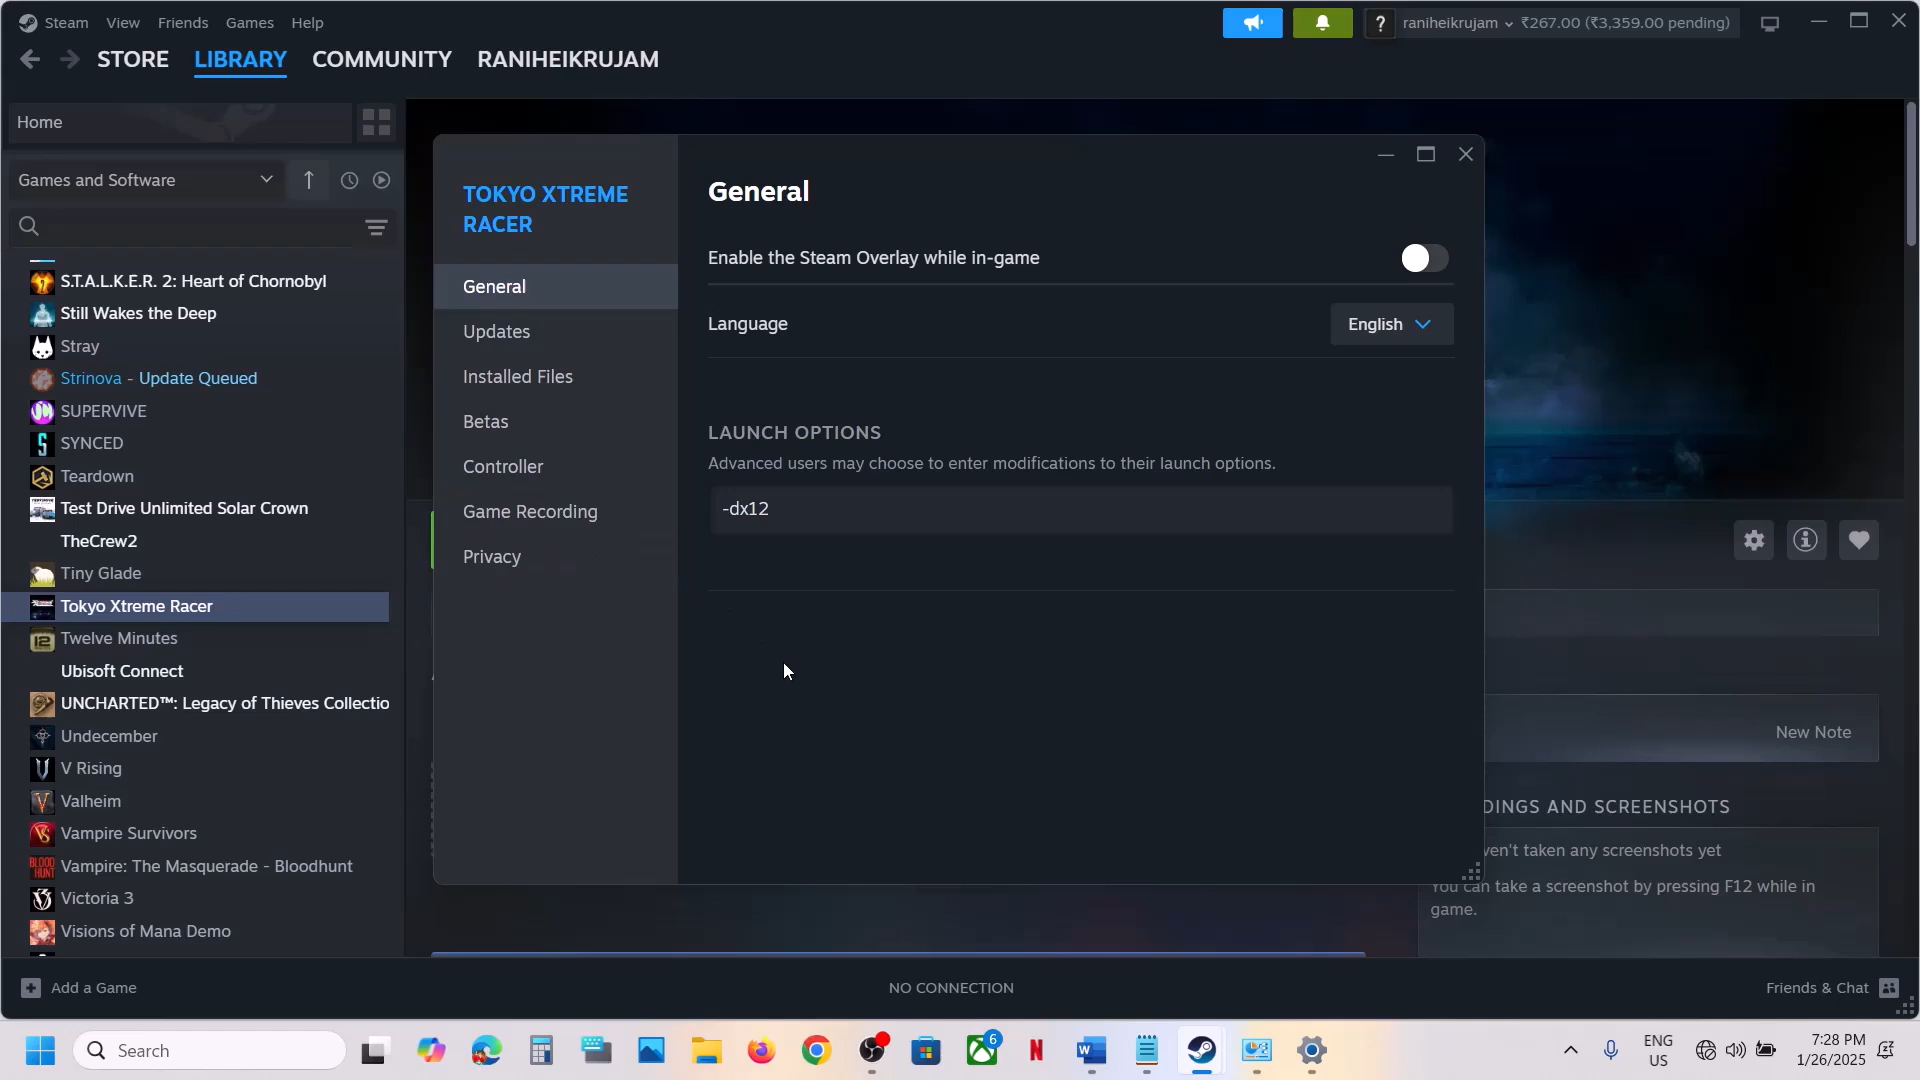 Steam View Friends Games Help
? raniheikrujam ₹267.00 (₹3,359.00 pending)
STORE LIBRARY COMMUNITY RANIHEIKRUJAM
Home
Games and Software
S.T.A.L.K.E.R. 2: Heart of Chornobyl
Still Wakes the Deep
Stray
Strinova - Update Queued
SUPERVIVE
SYNCED
Teardown
Test Drive Unlimited Solar Crown
TheCrew2
Tiny Glade
Tokyo Xtreme Racer
Twelve Minutes
Ubisoft Connect
UNCHARTED™: Legacy of Thieves Collectio
Undecember
V Rising
Valheim
Vampire Survivors
Vampire: The Masquerade - Bloodhunt
Victoria 3
Visions of Mana Demo
TOKYO XTREME
RACER
General
Updates
Installed Files
Betas
Controller
Game Recording
Privacy
General
Enable the Steam Overlay while in-game
Language
English
LAUNCH OPTIONS
Advanced users may choose to enter modifications to their launch options.
-dx12
New Note
DINGS AND SCREENSHOTS
ven't taken any screenshots yet
You can take a screenshot by pressing F12 while in
game.
Add a Game
NO CONNECTION
Friends & Chat
Search
6
ENG
US
7:28 PM
1/26/2025